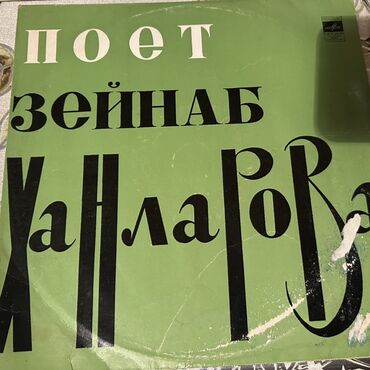 поет
зейнаб
ханларова